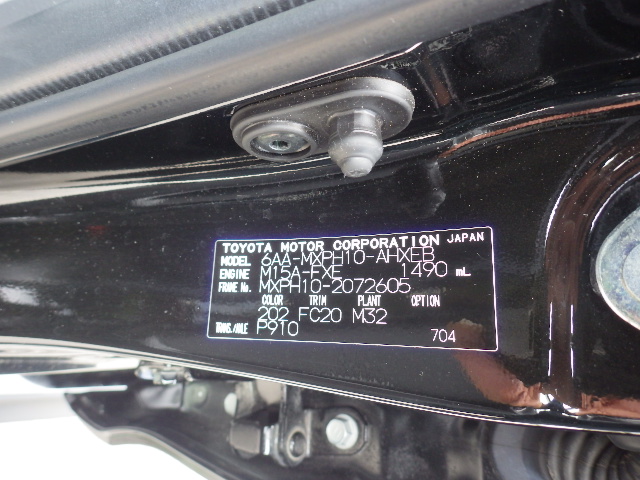 TOYOTA MOTOR CORPORATION JAPAN
MODEL 6AA-MXPH10-AHXEB
ENGINE M15A-FXE 1490 mL
FRAME No. MXPH10-2072605
COLOR TRIM PLANT OPTION
202 FC20 M32
TRANS./AXLE P910
704